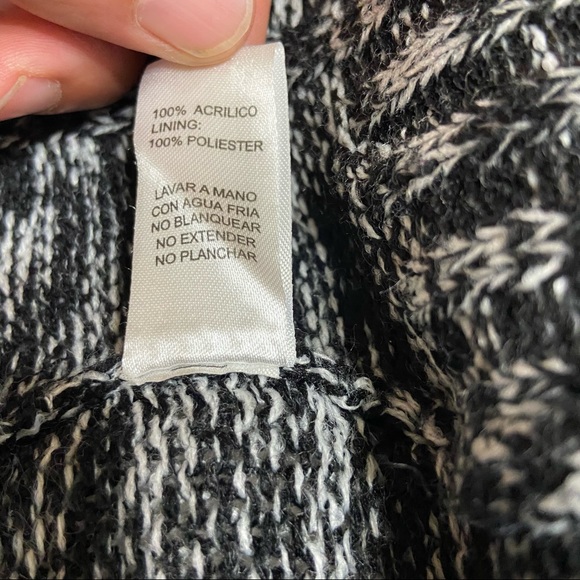 100% ACRILICO
LINING:
100% POLIESTER
LAVAR A MANO
CON AGUA FRIA
NO BLANQUEAR
NO EXTENDER
NO PLANCHAR